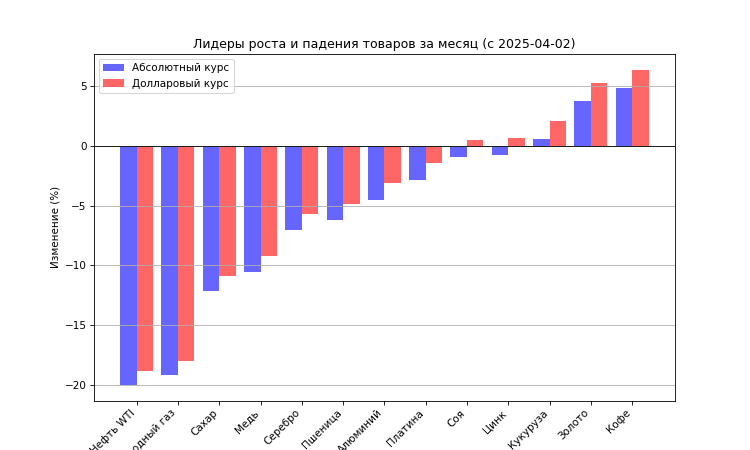 Лидеры роста и падения товаров за месяц (с 2025-04-02)
Абсолютный курс
Долларовый курс
Изменение (%)
5
0
−5
−10
−15
−20
Нефть WTI
одный газ
Сахар
Медь
Серебро
Пшеница
Алюминий
Платина
Соя
Цинк
Кукуруза
Золото
Кофе